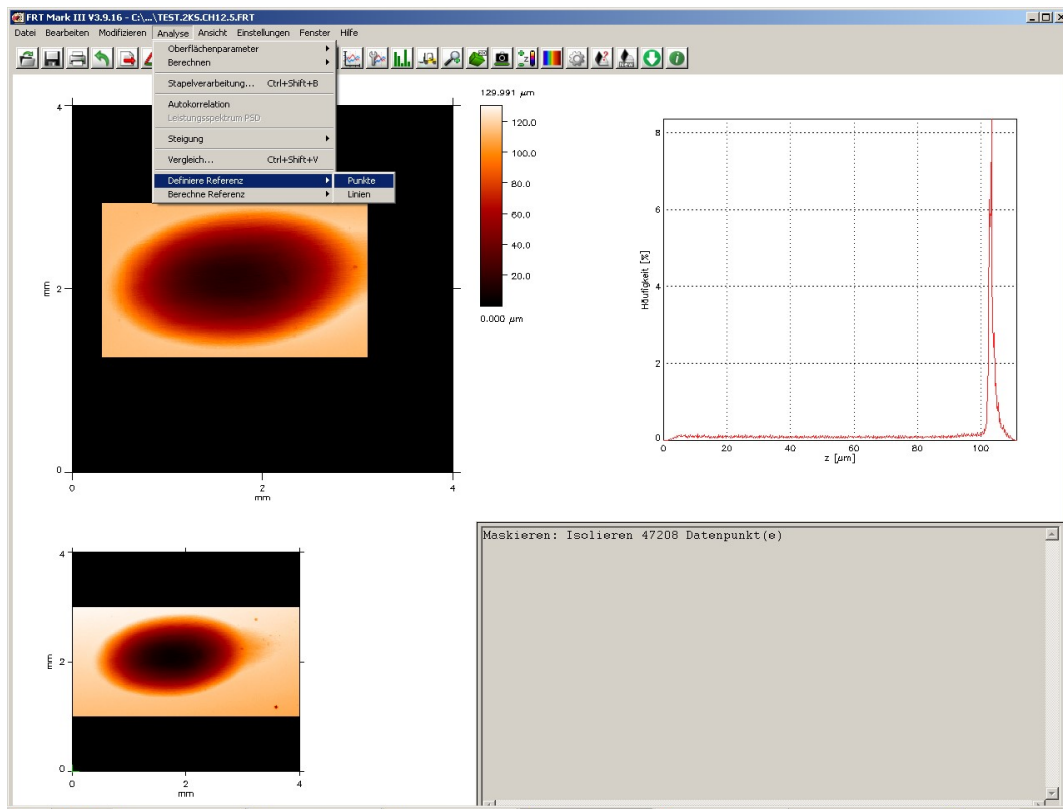 FRT Mark III V3.9.16 - C:\...\TEST.2KS.CH12.5.FRT
Datei Bearbeiten Modifizieren Analyse Ansicht Einstellungen Fenster Hilfe
Oberflächenparameter
Berechnen
Stapelverarbeitung... Ctrl+Shift+B
Autokorrelation
Leistungsspektrum PSD
Steigung
Vergleich... Ctrl+Shift+V
Definiere Referenz
Punkte
Berechne Referenz
Linien
4
mm
2
0
0
2
4
mm
129.991 µm
120.0
100.0
80.0
60.0
40.0
20.0
0.000 µm
8
6
Häufigkeit [%]
4
2
0
0 20 40 60 80 100
z [µm]
4
mm
2
0
0
2
4
mm
Maskieren: Isolieren 47208 Datenpunkt(e)